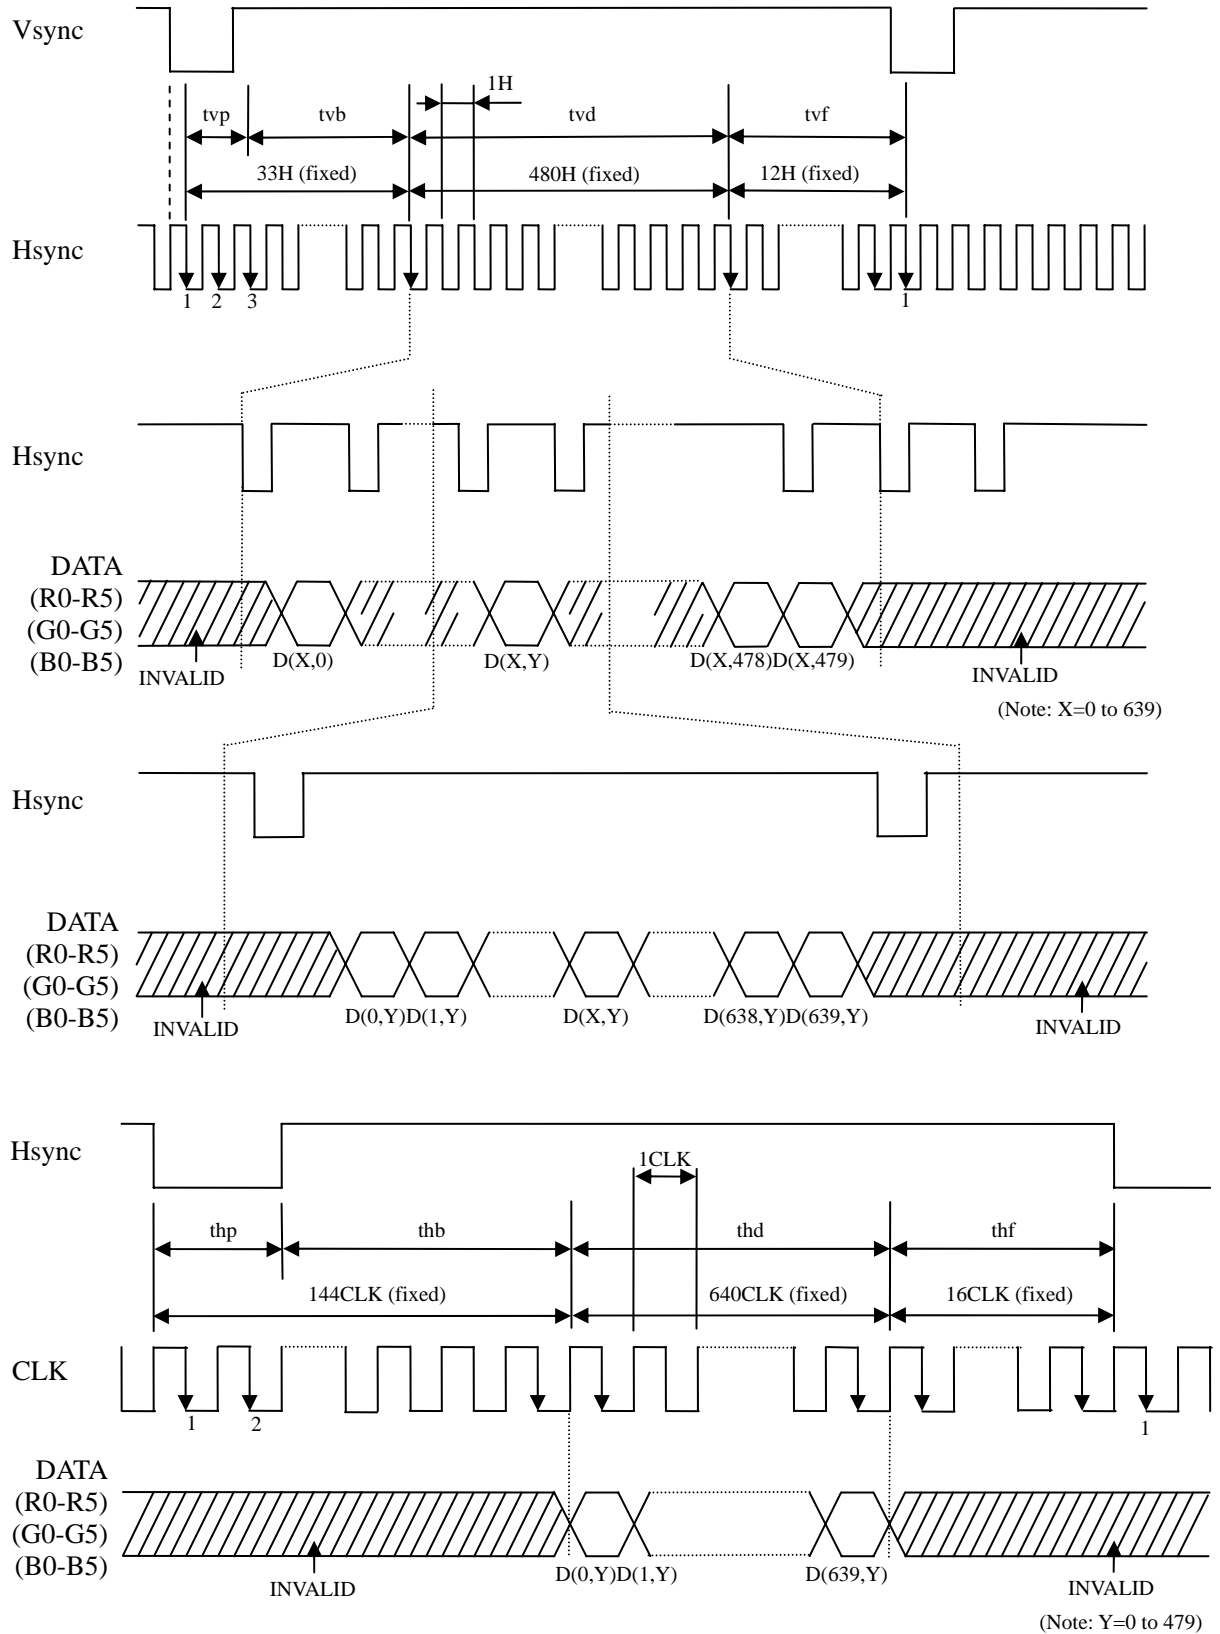 Vsync
1H
tvp tvb tvd tvf
33H (fixed) 480H (fixed) 12H (fixed)
Hsync
1 2 3 1
Hsync
DATA
(R0-R5)
(G0-G5)
(B0-B5)
D(X,0) D(X,Y) D(X,478)D(X,479)
INVALID INVALID
(Note: X=0 to 639)
Hsync
DATA
(R0-R5)
(G0-G5)
(B0-B5)
D(0,Y)D(1,Y) D(X,Y) D(638,Y)D(639,Y)
INVALID INVALID
Hsync
1CLK
thp thb thd thf
144CLK (fixed) 640CLK (fixed) 16CLK (fixed)
CLK
1 2 1
DATA
(R0-R5)
(G0-G5)
(B0-B5)
D(0,Y)D(1,Y) D(639,Y)
INVALID INVALID
(Note: Y=0 to 479)